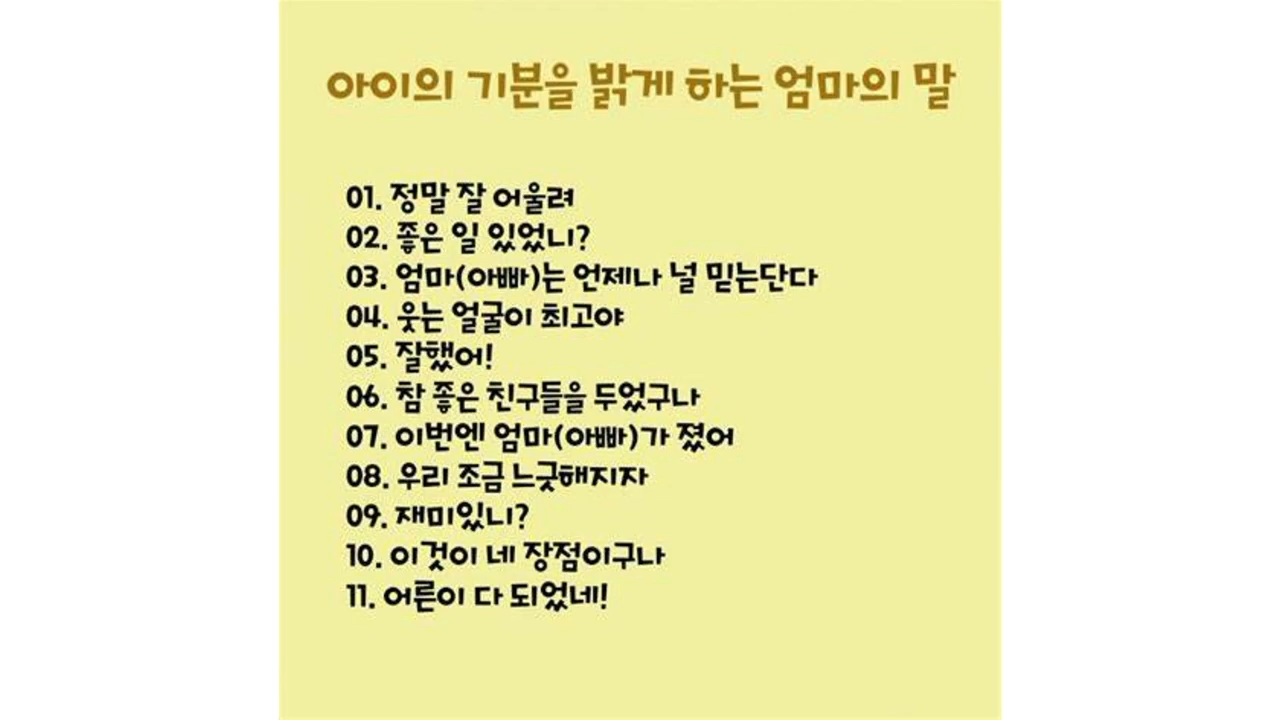 아이의 기분을 밝게 하는 엄마의 말
01. 정말 잘 어울려
02. 좋은 일 있었니?
03. 엄마(아빠)는 언제나 널 믿는단다
04. 웃는 얼굴이 최고야
05. 잘했어!
06. 참 좋은 친구들을 두었구나
07. 이번엔 엄마(아빠)가 졌어
08. 우리 조금 느긋해지자
09. 재미있니?
10. 이것이 네 장점이구나
11. 어른이 다 되었네!